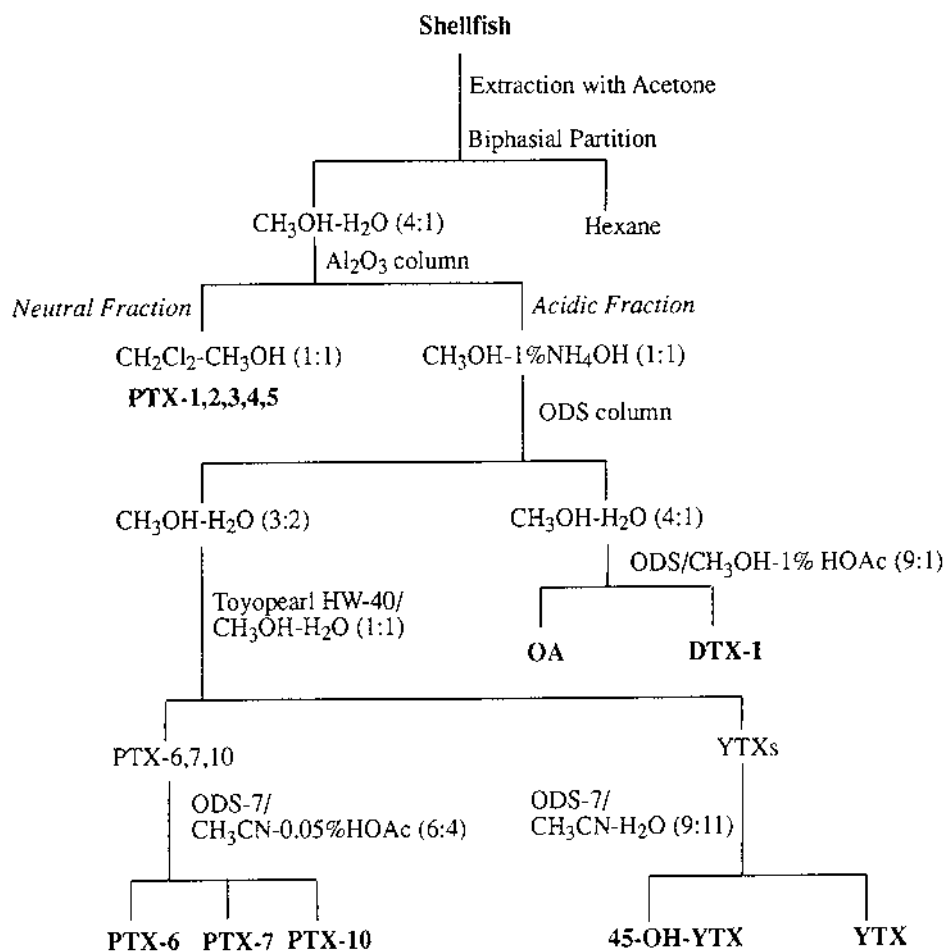 Shellfish
Extraction with Acetone
Biphasial Partition
CH₃OH-H₂O (4:1)
Hexane
Al₂O₃ column
Neutral Fraction
Acidic Fraction
CH₂Cl₂-CH₃OH (1:1)
CH₃OH-1%NH₄OH (1:1)
PTX-1,2,3,4,5
ODS column
CH₃OH-H₂O (3:2)
CH₃OH-H₂O (4:1)
ODS/CH₃OH-1% HOAc (9:1)
Toyopearl HW-40/
CH₃OH-H₂O (1:1)
OA
DTX-1
PTX-6,7,10
YTXs
ODS-7/
CH₃CN-0.05%HOAc (6:4)
ODS-7/
CH₃CN-H₂O (9:11)
PTX-6
PTX-7
PTX-10
45-OH-YTX
YTX